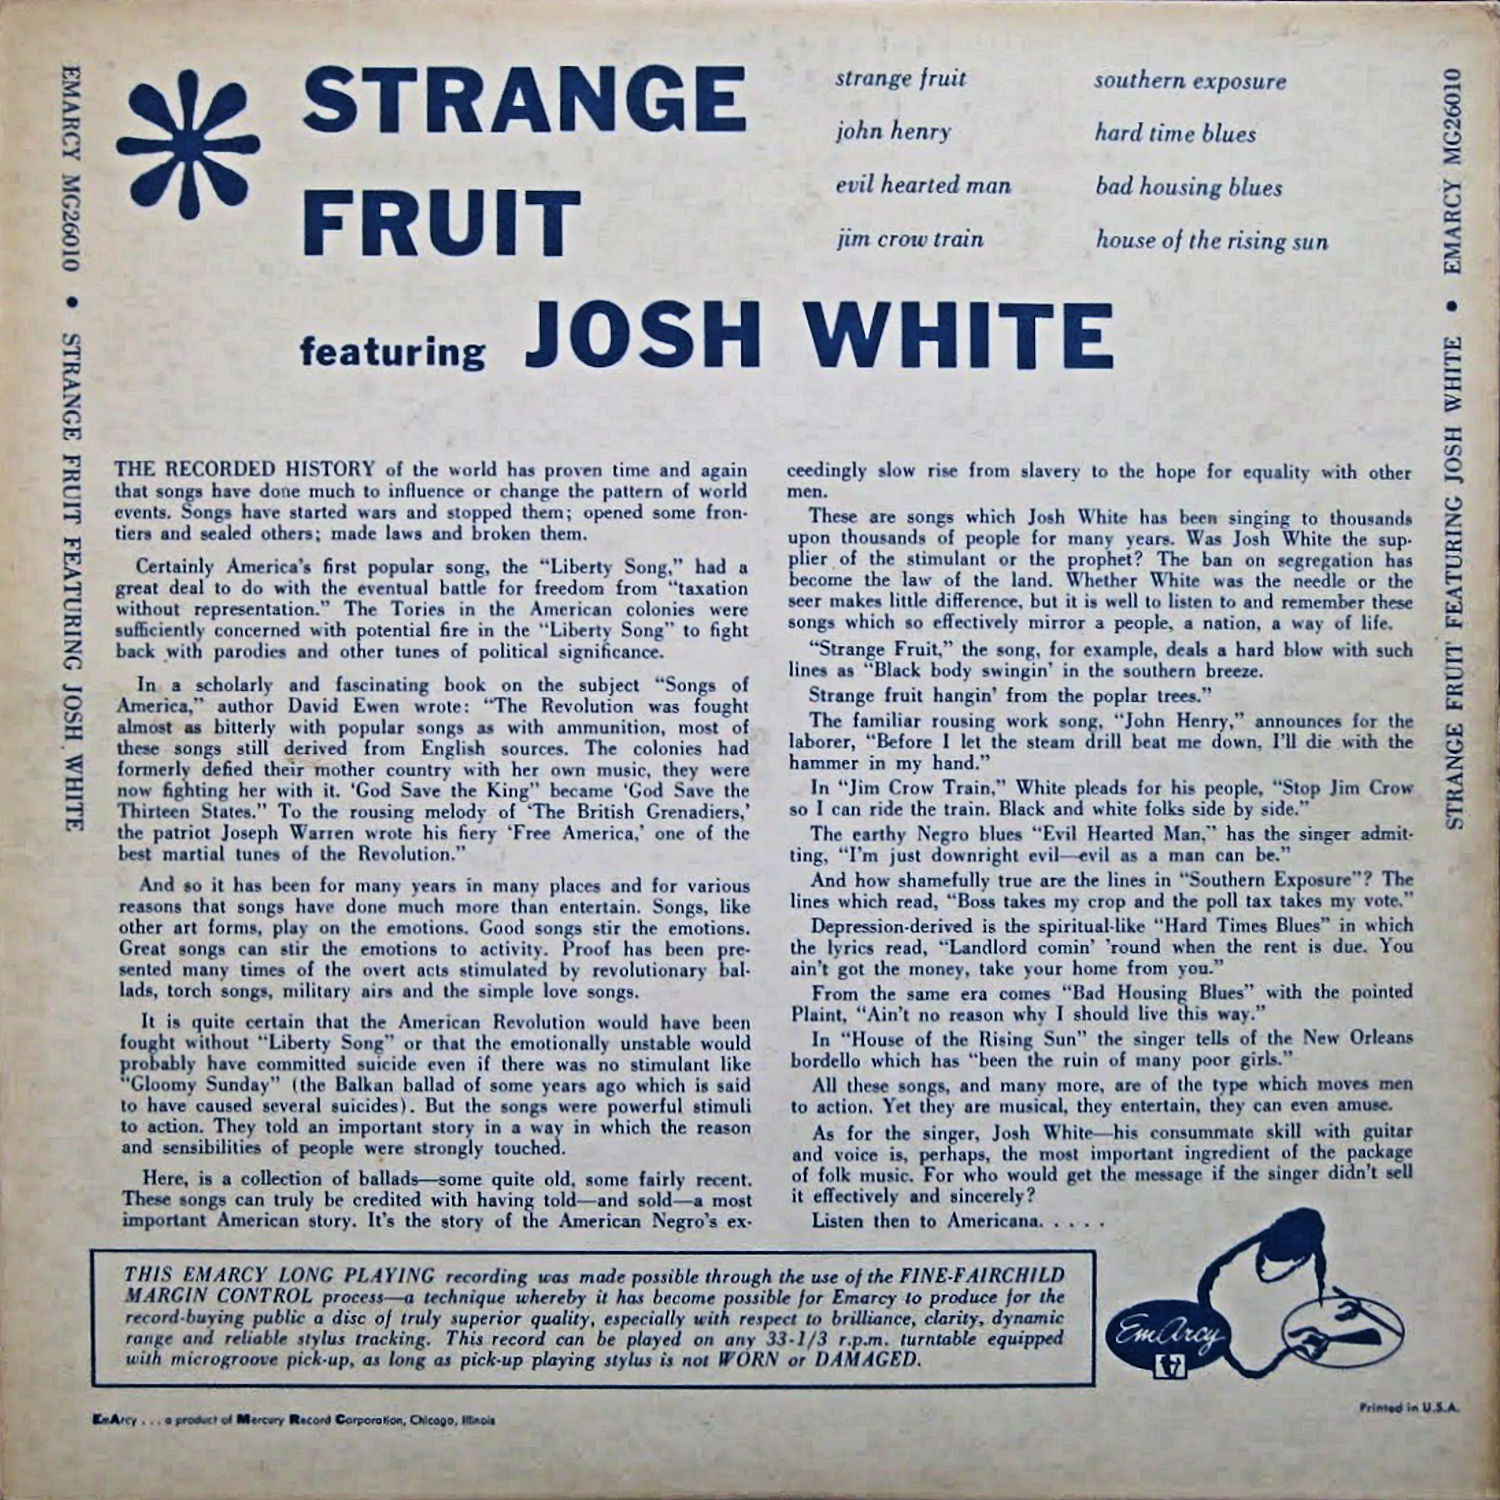 STRANGE
FRUIT
featuring JOSH WHITE
strange fruit
john henry
evil hearted man
jim crow train
southern exposure
hard time blues
bad housing blues
house of the rising sun
EMARCY MG26010 • STRANGE FRUIT FEATURING JOSH WHITE
THE RECORDED HISTORY of the world has proven time and again
that songs have done much to influence or change the pattern of world
events. Songs have started wars and stopped them; opened some fron-
tiers and sealed others; made laws and broken them.
Certainly America's first popular song, the "Liberty Song," had a
great deal to do with the eventual battle for freedom from "taxation
without representation." The Tories in the American colonies were
sufficiently concerned with potential fire in the "Liberty Song" to fight
back with parodies and other tunes of political significance.
In a scholarly and fascinating book on the subject "Songs of
America," author David Ewen wrote: "The Revolution was fought
almost as bitterly with popular songs as with ammunition, most of
these songs still derived from English sources. The colonies had
formerly defied their mother country with her own music, they were
now fighting her with it. 'God Save the King" became 'God Save the
Thirteen States." To the rousing melody of 'The British Grenadiers,'
the patriot Joseph Warren wrote his fiery 'Free America,' one of the
best martial tunes of the Revolution."
And so it has been for many years in many places and for various
reasons that songs have done much more than entertain. Songs, like
other art forms, play on the emotions. Good songs stir the emotions.
Great songs can stir the emotions to activity. Proof has been pre-
sented many times of the overt acts stimulated by revolutionary bal-
lads, torch songs, military airs and the simple love songs.
It is quite certain that the American Revolution would have been
fought without "Liberty Song" or that the emotionally unstable would
probably have committed suicide even if there was no stimulant like
"Gloomy Sunday" (the Balkan ballad of some years ago which is said
to have caused several suicides). But the songs were powerful stimuli
to action. They told an important story in a way in which the reason
and sensibilities of people were strongly touched.
Here, is a collection of ballads—some quite old, some fairly recent.
These songs can truly be credited with having told—and sold—a most
important American story. It's the story of the American Negro's ex-
ceedingly slow rise from slavery to the hope for equality with other
men.
These are songs which Josh White has been singing to thousands
upon thousands of people for many years. Was Josh White the sup-
plier of the stimulant or the prophet? The ban on segregation has
become the law of the land. Whether White was the needle or the
seer makes little difference, but it is well to listen to and remember these
songs which so effectively mirror a people, a nation, a way of life.
"Strange Fruit," the song, for example, deals a hard blow with such
lines as "Black body swingin' in the southern breeze.
Strange fruit hangin' from the poplar trees."
The familiar rousing work song, "John Henry," announces for the
laborer, "Before I let the steam drill beat me down, I'll die with the
hammer in my hand."
In "Jim Crow Train," White pleads for his people, "Stop Jim Crow
so I can ride the train. Black and white folks side by side."
The earthy Negro blues "Evil Hearted Man," has the singer admit-
ting, "I'm just downright evil—evil as a man can be."
And how shamefully true are the lines in "Southern Exposure"? The
lines which read, "Boss takes my crop and the poll tax takes my vote."
Depression-derived is the spiritual-like "Hard Times Blues" in which
the lyrics read, "Landlord comin' 'round when the rent is due. You
ain't got the money, take your home from you."
From the same era comes "Bad Housing Blues" with the pointed
Plaint, "Ain't no reason why I should live this way."
In "House of the Rising Sun" the singer tells of the New Orleans
bordello which has "been the ruin of many poor girls."
All these songs, and many more, are of the type which moves men
to action. Yet they are musical, they entertain, they can even amuse.
As for the singer, Josh White—his consummate skill with guitar
and voice is, perhaps, the most important ingredient of the package
of folk music. For who would get the message if the singer didn't sell
it effectively and sincerely?
Listen then to Americana. . . . .
EMARCY MG26010 • STRANGE FRUIT FEATURING JOSH WHITE
THIS EMARCY LONG PLAYING recording was made possible through the use of the FINE-FAIRCHILD
MARGIN CONTROL process—a technique whereby it has become possible for Emarcy to produce for the
record-buying public a disc of truly superior quality, especially with respect to brilliance, clarity, dynamic
range and reliable stylus tracking. This record can be played on any 33-1/3 r.p.m. turntable equipped
with microgroove pick-up, as long as pick-up playing stylus is not WORN or DAMAGED.
EmArcy
EmArcy . . . a product of Mercury Record Corporation, Chicago, Illinois
Printed in U.S.A.